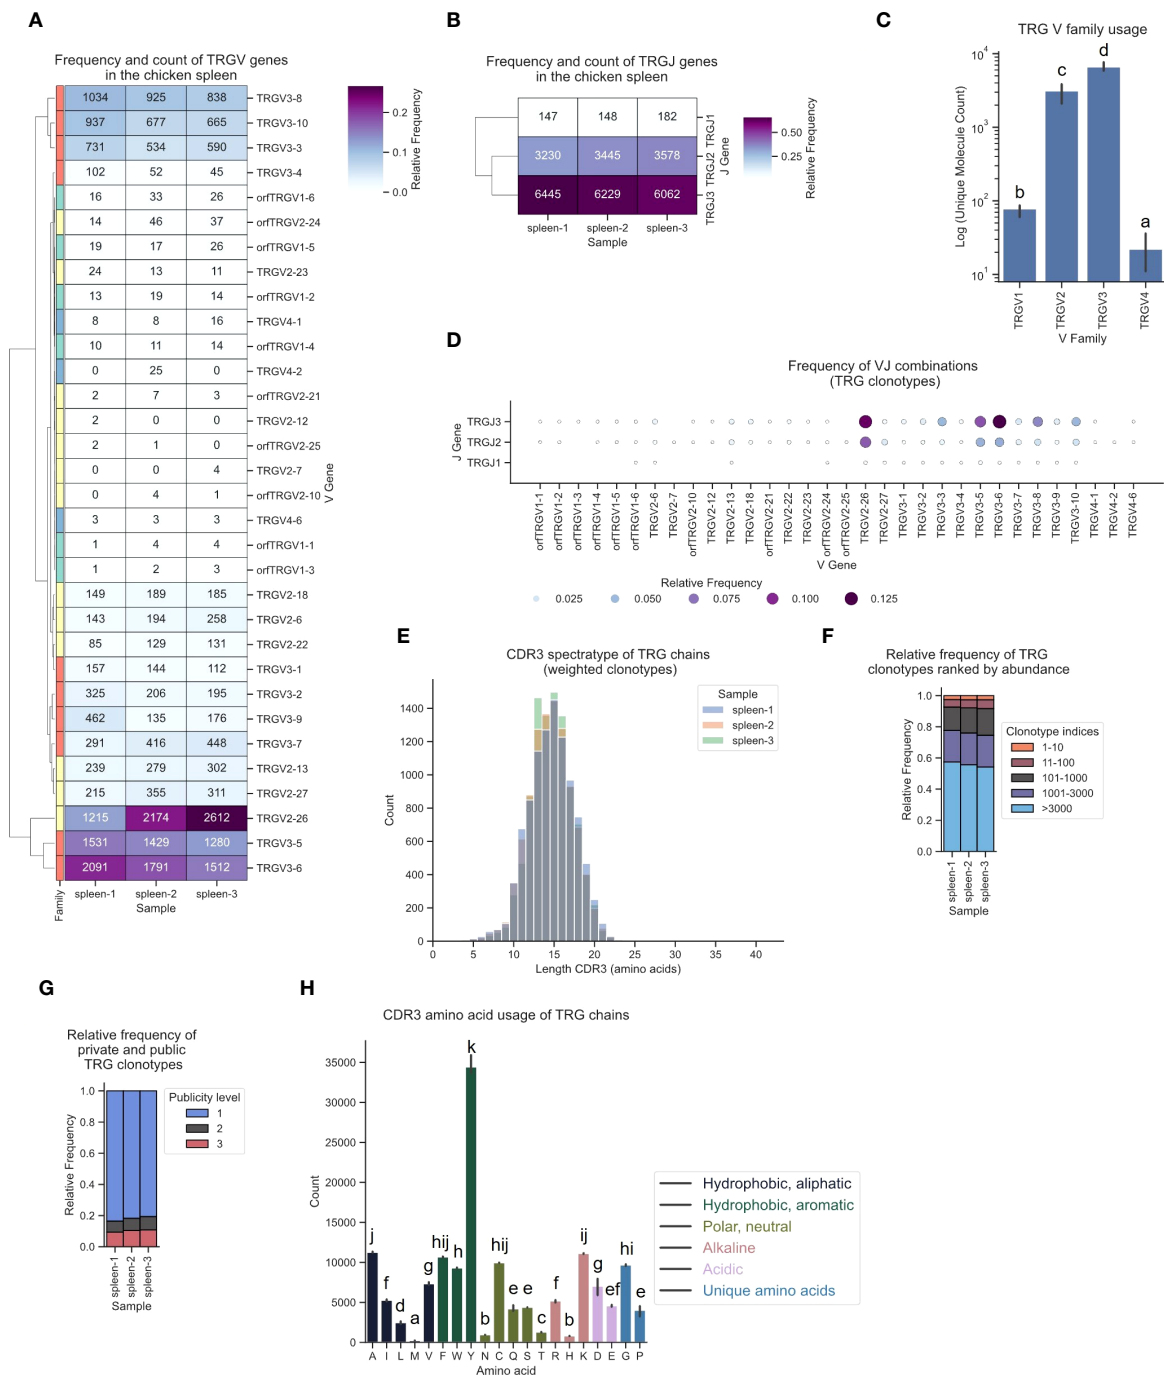 A
Frequency and count of TRGV genes
in the chicken spleen
1034 925 838 TRGV3-8
937 677 665 TRGV3-10
731 534 590 TRGV3-3
102 52 45 TRGV3-4
16 33 26 orfTRGV1-6
14 46 37 orfTRGV2-24
19 17 26 orfTRGV1-5
24 13 11 TRGV2-23
13 19 14 orfTRGV1-2
8 8 16 TRGV4-1
10 11 14 orfTRGV1-4
0 25 0 TRGV4-2
2 7 3 orfTRGV2-21
2 0 0 TRGV2-12
2 1 0 orfTRGV2-25
0 0 4 TRGV2-7
0 4 1 orfTRGV2-10
3 3 3 TRGV4-6
1 4 4 orfTRGV1-1
1 2 3 orfTRGV1-3
149 189 185 TRGV2-18
143 194 258 TRGV2-6
85 129 131 TRGV2-22
157 144 112 TRGV3-1
325 206 195 TRGV3-2
462 135 176 TRGV3-9
291 416 448 TRGV3-7
239 279 302 TRGV2-13
215 355 311 TRGV2-27
1215 2174 2612 TRGV2-26
1531 1429 1280 TRGV3-5
2091 1791 1512 TRGV3-6
V Gene
Family
spleen-1 spleen-2 spleen-3
Sample
0.2
0.1
0.0
Relative Frequency
B
Frequency and count of TRGJ genes
in the chicken spleen
147 148 182 TRGJ1
3230 3445 3578 TRGJ2
6445 6229 6062 TRGJ3
J Gene
spleen-1 spleen-2 spleen-3
Sample
0.50
0.25
Relative Frequency
C
TRG V family usage
Log (Unique Molecule Count)
10⁴
10³
10²
10¹
b c d a
TRGV1 TRGV2 TRGV3 TRGV4
V Family
D
Frequency of VJ combinations
(TRG clonotypes)
J Gene
TRGJ3
TRGJ2
TRGJ1
orfTRGV1-1 orfTRGV1-2 orfTRGV1-3 orfTRGV1-4 orfTRGV1-5 orfTRGV1-6 TRGV2-6 TRGV2-7 orfTRGV2-10 TRGV2-12 TRGV2-13 TRGV2-18 orfTRGV2-21 TRGV2-22 TRGV2-23 orfTRGV2-24 orfTRGV2-25 TRGV2-26 TRGV2-27 TRGV3-1 TRGV3-2 TRGV3-3 TRGV3-4 TRGV3-5 TRGV3-6 TRGV3-7 TRGV3-8 TRGV3-9 TRGV3-10 TRGV4-1 TRGV4-2 TRGV4-6
V Gene
Relative Frequency
0.025 0.050 0.075 0.100 0.125
E
CDR3 spectratype of TRG chains
(weighted clonotypes)
Sample
spleen-1
spleen-2
spleen-3
Count
1400
1200
1000
800
600
400
200
0
0 5 10 15 20 25 30 35 40
Length CDR3 (amino acids)
F
Relative frequency of TRG
clonotypes ranked by abundance
Relative Frequency
1.0
0.8
0.6
0.4
0.2
0.0
spleen-1 spleen-2 spleen-3
Sample
Clonotype indices
1-10
11-100
101-1000
1001-3000
>3000
G
Relative frequency of
private and public
TRG clonotypes
Relative Frequency
1.0
0.8
0.6
0.4
0.2
0.0
spleen-1 spleen-2 spleen-3
Sample
Publicity level
1
2
3
H
CDR3 amino acid usage of TRG chains
Count
35000
30000
25000
20000
15000
10000
5000
0
j f d a g hij h k b hij e e c f b ij g ef hi e
A I L M V F W Y N C Q S T R H K D E G P
Amino acid
Hydrophobic, aliphatic
Hydrophobic, aromatic
Polar, neutral
Alkaline
Acidic
Unique amino acids